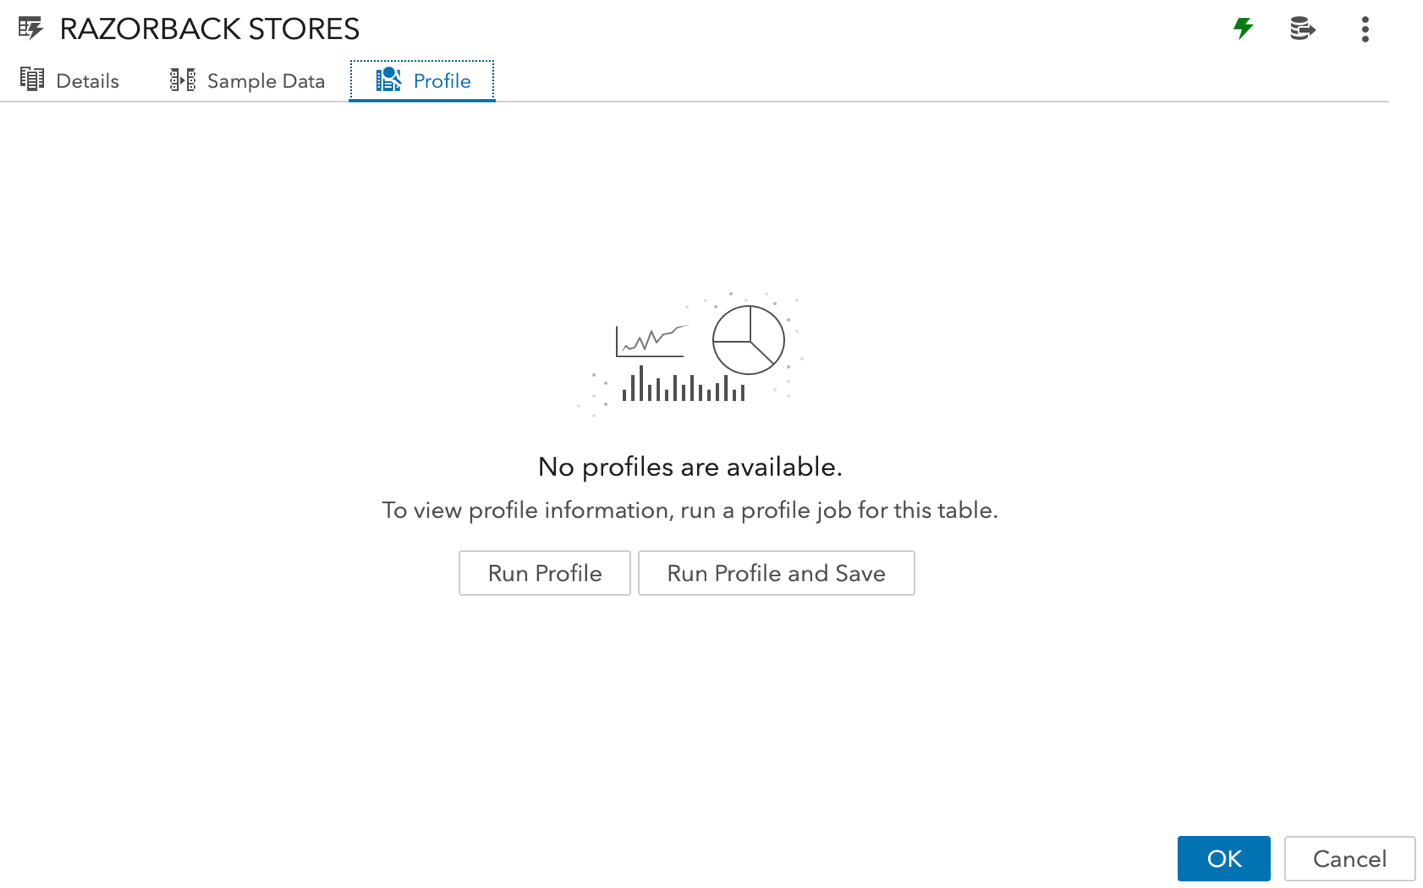 RAZORBACK STORES
Details Sample Data Profile
No profiles are available.
To view profile information, run a profile job for this table.
Run Profile Run Profile and Save
OK Cancel